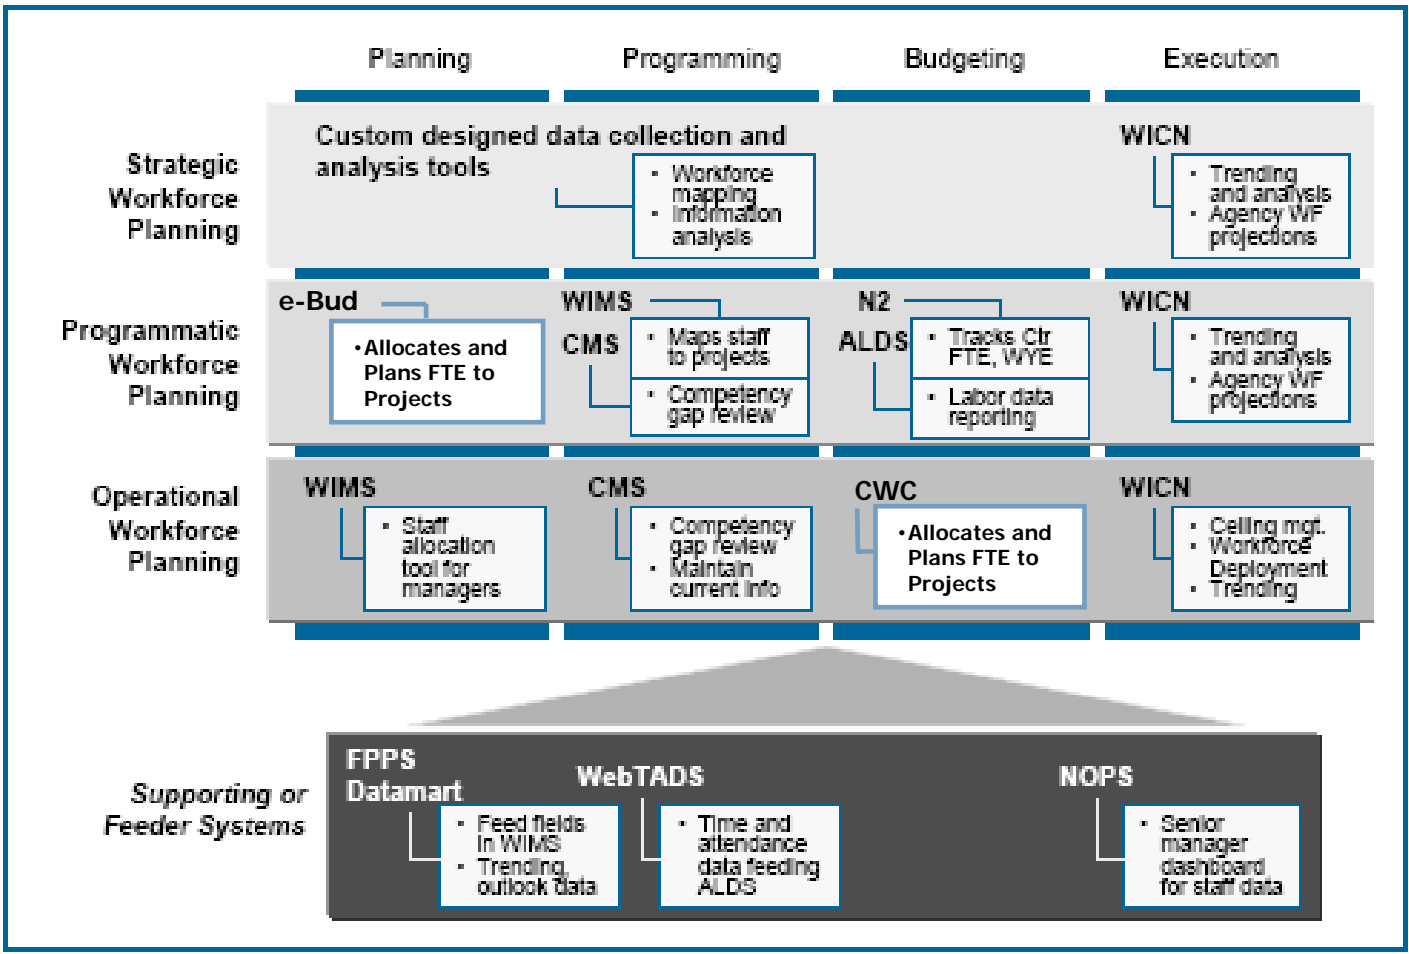 Planning Programming Budgeting Execution
Strategic
Workforce
Planning
Custom designed data collection and
analysis tools
• Workforce
mapping
• Information
analysis
WICN
• Trending
and analysis
• Agency WF
projections
Programmatic
Workforce
Planning
e-Bud
•Allocates and
Plans FTE to
Projects
WIMS
CMS
• Maps staff
to projects
• Competency
gap review
N2
ALDS
• Tracks Ctr
FTE, WYE
• Labor data
reporting
WICN
• Trending
and analysis
• Agency WF
projections
Operational
Workforce
Planning
WIMS
• Staff
allocation
tool for
managers
CMS
• Competency
gap review
• Maintain
current info
CWC
•Allocates and
Plans FTE to
Projects
WICN
• Ceiling mgt.
• Workforce
Deployment
• Trending
Supporting or
Feeder Systems
FPPS
Datamart
• Feed fields
in WIMS
• Trending,
outlook data
WebTADS
• Time and
attendance
data feeding
ALDS
NOPS
• Senior
manager
dashboard
for staff data